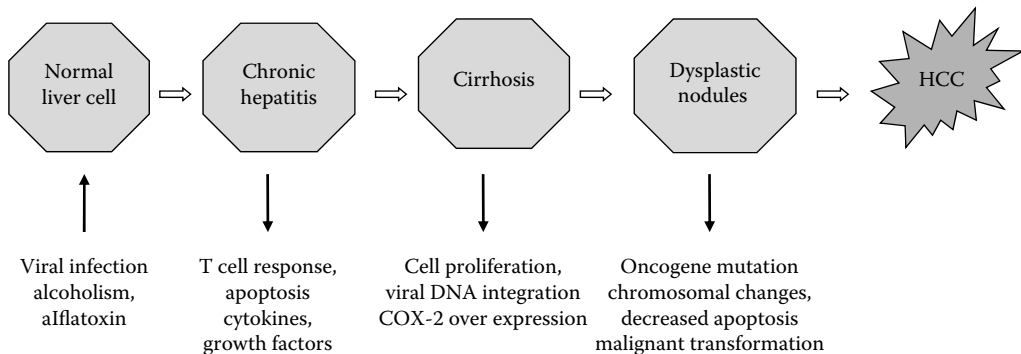 Normal
liver cell
Chronic
hepatitis
Cirrhosis
Dysplastic
nodules
HCC
Viral infection
alcoholism,
aIflatoxin
T cell response,
apoptosis
cytokines,
growth factors
Cell proliferation,
viral DNA integration
COX-2 over expression
Oncogene mutation
chromosomal changes,
decreased apoptosis
malignant transformation